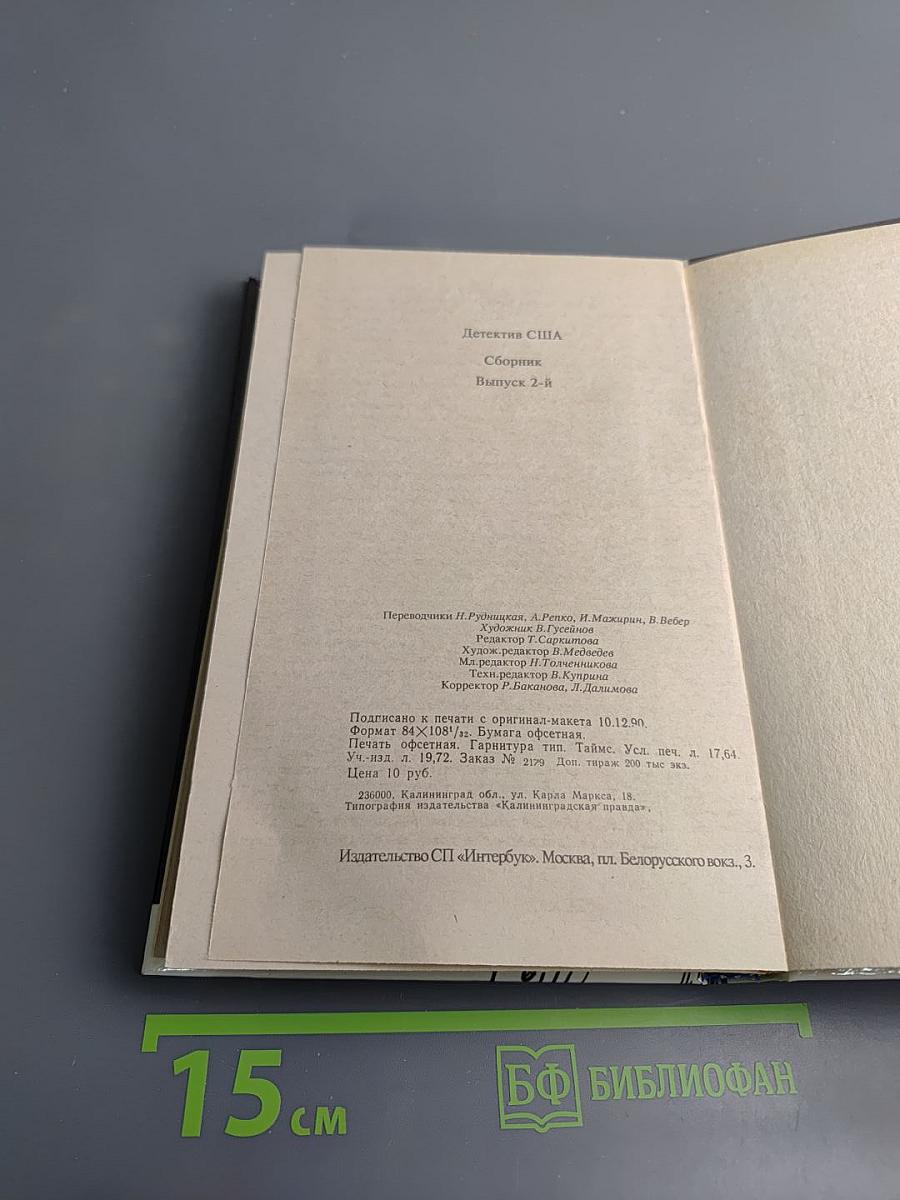 Детектив США
Сборник
Выпуск 2-й
Переводчики Н.Рудницкая, А.Репко, И.Мажирин, В.Вебер
Художник В.Гусейнов
Редактор Т.Саркитова
Худож.редактор В.Медведев
Мл.редактор Н.Толченникова
Техн.редактор В.Куприна
Корректор Р.Баканова, Л.Далимова
Подписано к печати с оригинал-макета 10.12.90.
Формат 84×108¹/₃₂. Бумага офсетная.
Печать офсетная. Гарнитура тип. Таймс. Усл. печ. л. 17,64.
Уч.-изд. л. 19,72. Заказ № 2179 Доп. тираж 200 тыс экз.
Цена 10 руб.
236000, Калининград обл., ул. Карла Маркса, 18.
Типография издательства «Калининградская правда».
Издательство СП «Интербук». Москва, пл. Белорусского вокз., 3.
15 см
БФ БИБЛИОФАН